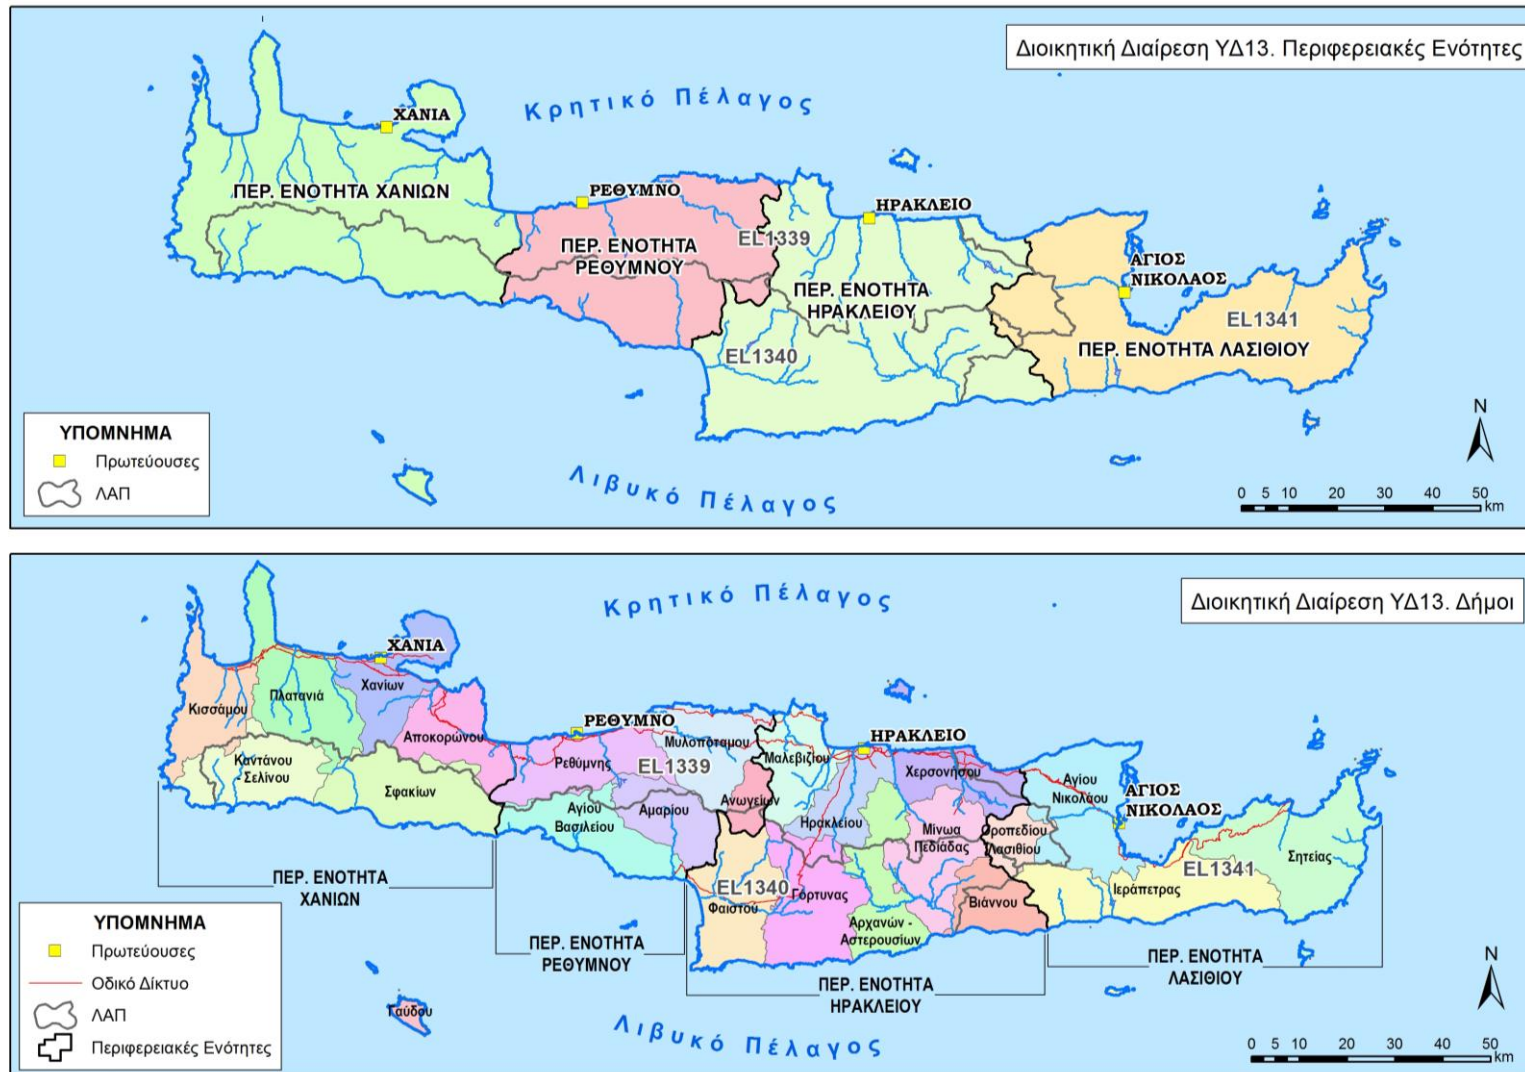 Διοικητική Διαίρεση ΥΔ13. Περιφερειακές Ενότητες
Κρητικό Πέλαγος
ΧΑΝΙΑ
ΠΕΡ. ΕΝΟΤΗΤΑ ΧΑΝΙΩΝ
ΡΕΘΥΜΝΟ
ΗΡΑΚΛΕΙΟ
EL1339
ΠΕΡ. ΕΝΟΤΗΤΑ
ΡΕΘΥΜΝΟΥ
ΑΓΙΟΣ
ΝΙΚΟΛΑΟΣ
ΠΕΡ. ΕΝΟΤΗΤΑ
ΗΡΑΚΛΕΙΟΥ
EL1341
EL1340
ΠΕΡ. ΕΝΟΤΗΤΑ ΛΑΣΙΘΙΟΥ
ΥΠΟΜΝΗΜΑ
Πρωτεύουσες
ΛΑΠ
Λιβυκό Πέλαγος
N
0 5 10 20 30 40 50
km
Διοικητική Διαίρεση ΥΔ13. Δήμοι
Κρητικό Πέλαγος
ΧΑΝΙΑ
Χανίων
Πλατανιά
Κισσάμου
Αποκορώνου
ΡΕΘΥΜΝΟ
ΗΡΑΚΛΕΙΟ
Μυλοποτάμου
Μαλεβιζίου
Χερσονήσου
Ρεθύμνης
EL1339
Καντάνου
Σελίνου
Σφακίων
Ανωγείων
Αγίου
Νικολάου
ΑΓΙΟΣ
ΝΙΚΟΛΑΟΣ
Αγίου
Βασιλείου
Αμαρίου
Ηρακλείου
Μίνωα
Πεδιάδας
Οροπεδίου
Λασιθίου
Σητείας
EL1341
Ιεράπετρας
EL1340
Γόρτυνας
Φαιστού
Βιάννου
Αρχανών -
Αστερουσίων
ΠΕΡ. ΕΝΟΤΗΤΑ
ΧΑΝΙΩΝ
ΠΕΡ. ΕΝΟΤΗΤΑ
ΡΕΘΥΜΝΟΥ
ΠΕΡ. ΕΝΟΤΗΤΑ
ΗΡΑΚΛΕΙΟΥ
ΠΕΡ. ΕΝΟΤΗΤΑ
ΛΑΣΙΘΙΟΥ
ΥΠΟΜΝΗΜΑ
Πρωτεύουσες
Οδικό Δίκτυο
ΛΑΠ
Περιφερειακές Ενότητες
Γαύδου
Λιβυκό Πέλαγος
N
0 5 10 20 30 40 50
km